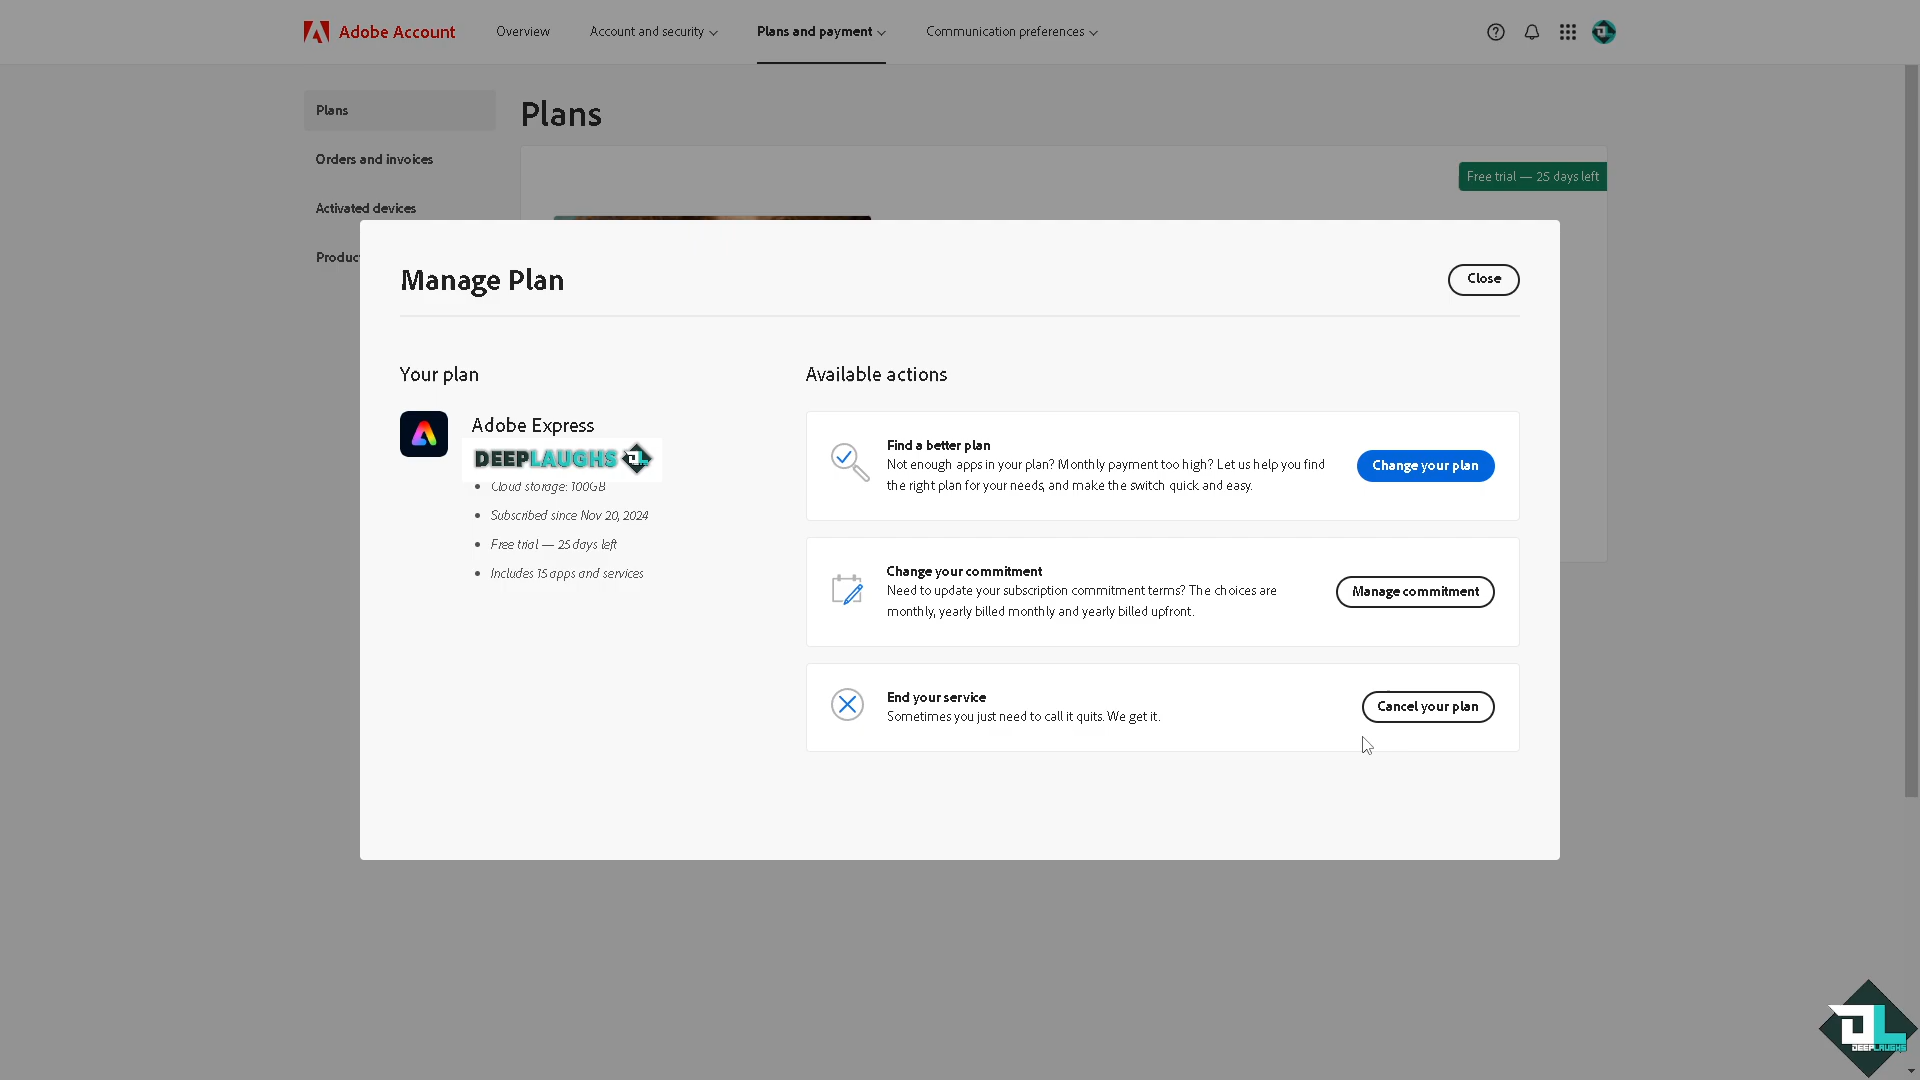 Adobe Account
Overview
Account and security
Plans and payment
Communication preferences
Plans
Orders and invoices
Activated devices
Produc
Plans
Free trial — 25 days left
Manage Plan
Close
Your plan
Adobe Express
DEEPLAUGHS
Cloud storage: 100GB
Subscribed since Nov 20, 2024
Free trial — 25 days left
Includes 15 apps and services
Available actions
Find a better plan
Not enough apps in your plan? Monthly payment too high? Let us help you find
the right plan for your needs, and make the switch quick and easy.
Change your plan
Change your commitment
Need to update your subscription commitment terms? The choices are
monthly, yearly billed monthly and yearly billed upfront.
Manage commitment
End your service
Sometimes you just need to call it quits. We get it.
Cancel your plan
DEEPLAUGHS